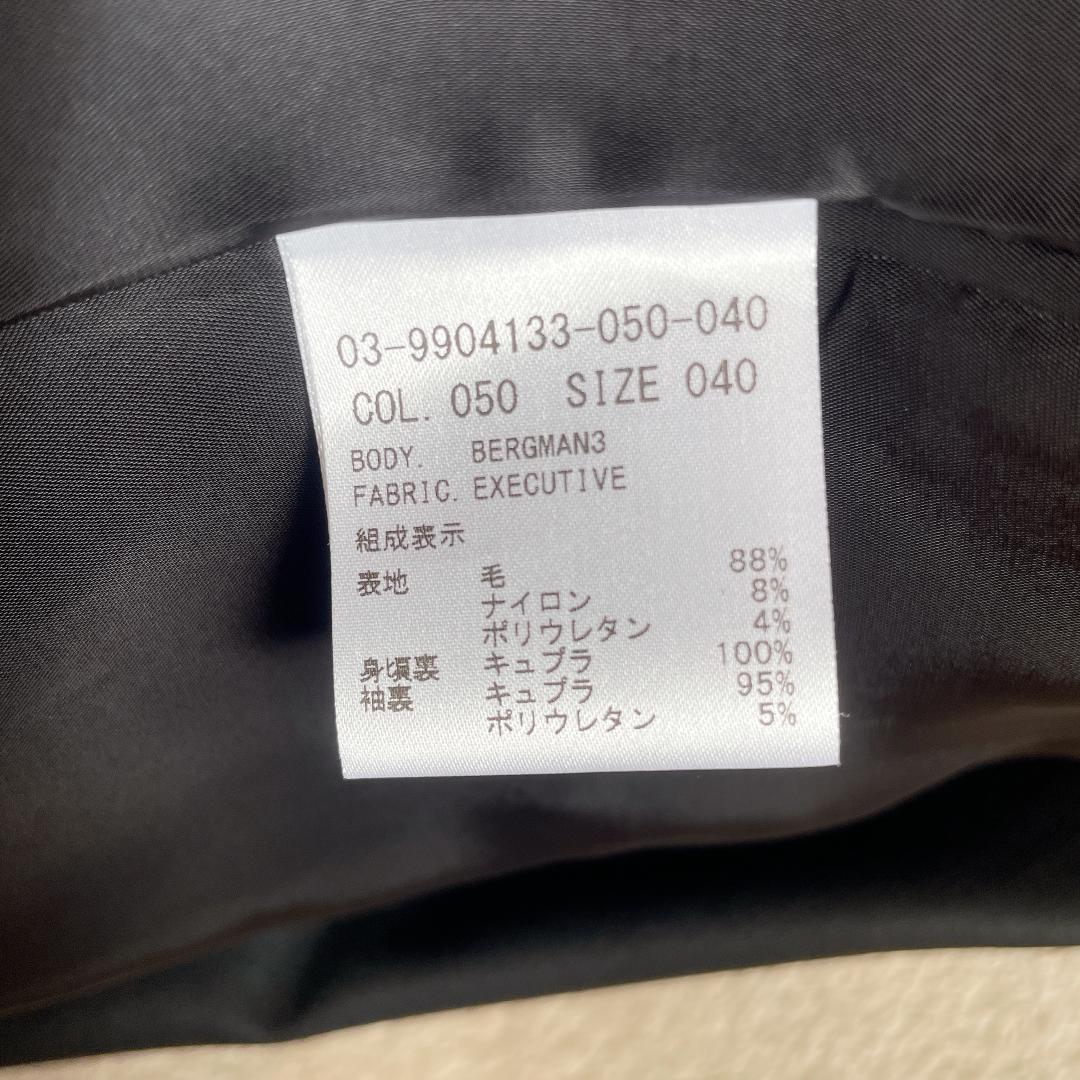 03-9904133-050-040
COL. 050 SIZE 040
BODY. BERGMAN3
FABRIC. EXECUTIVE
組成表示
表地 毛 88%
ナイロン 8%
ポリウレタン 4%
身頃裏 キュプラ 100%
袖裏 キュプラ 95%
ポリウレタン 5%